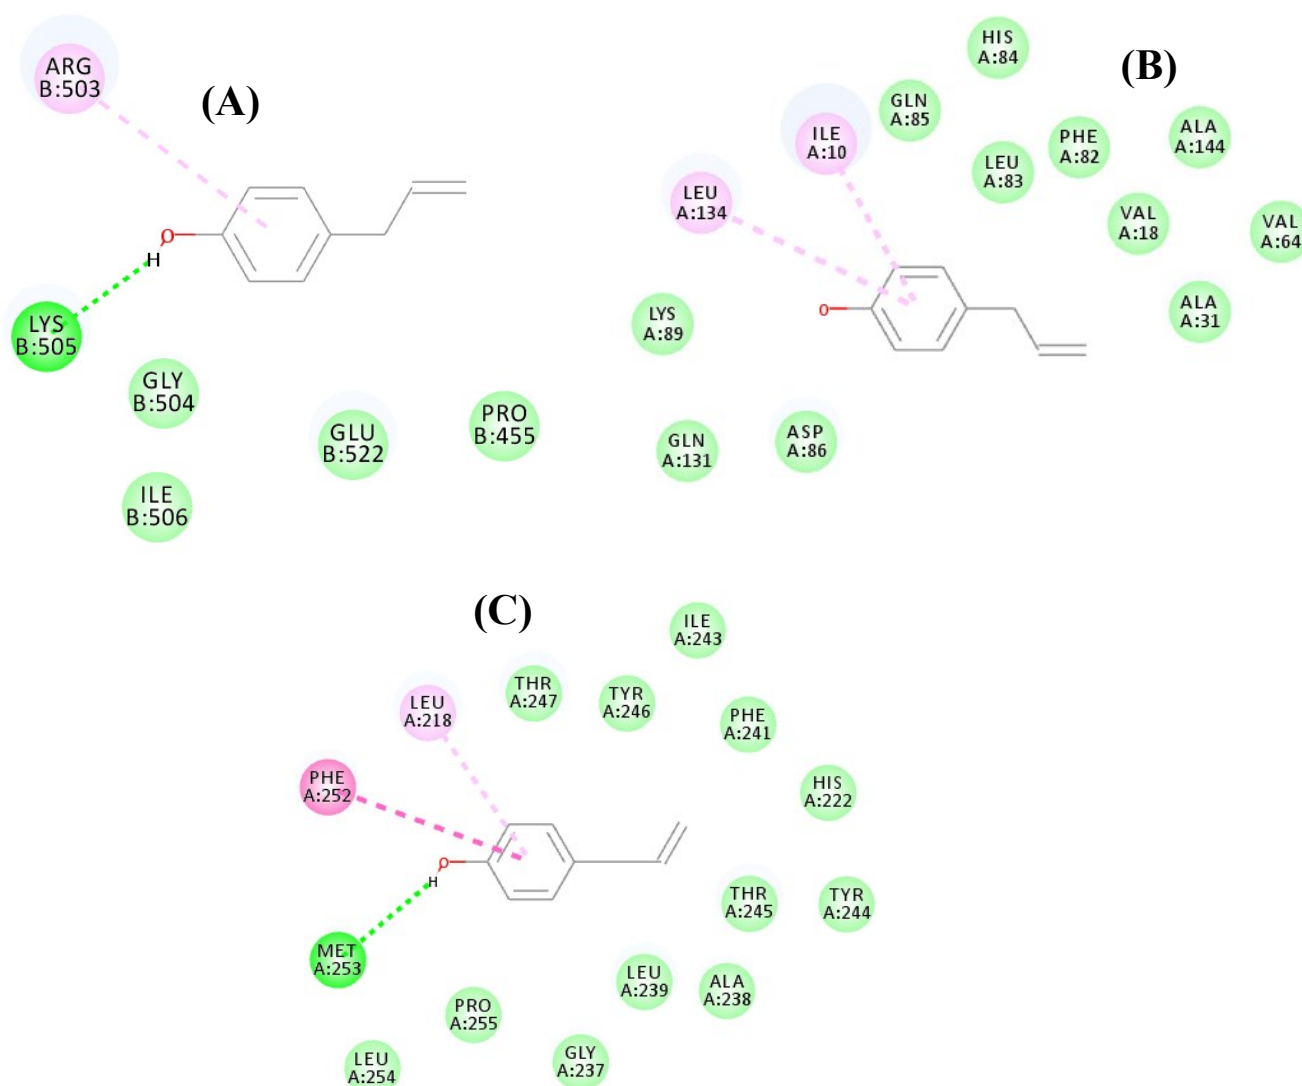 (A)
ARG
B:503
O
H
LYS
B:505
GLY
B:504
ILE
B:506
GLU
B:522
PRO
B:455
(B)
HIS
A:84
GLN
A:85
ILE
A:10
LEU
A:83
PHE
A:82
ALA
A:144
LEU
A:134
VAL
A:18
VAL
A:64
LYS
A:89
O
ALA
A:31
GLN
A:131
ASP
A:86
(C)
ILE
A:243
THR
A:247
TYR
A:246
LEU
A:218
PHE
A:241
PHE
A:252
HIS
A:222
O
H
THR
A:245
TYR
A:244
MET
A:253
LEU
A:239
ALA
A:238
PRO
A:255
LEU
A:254
GLY
A:237